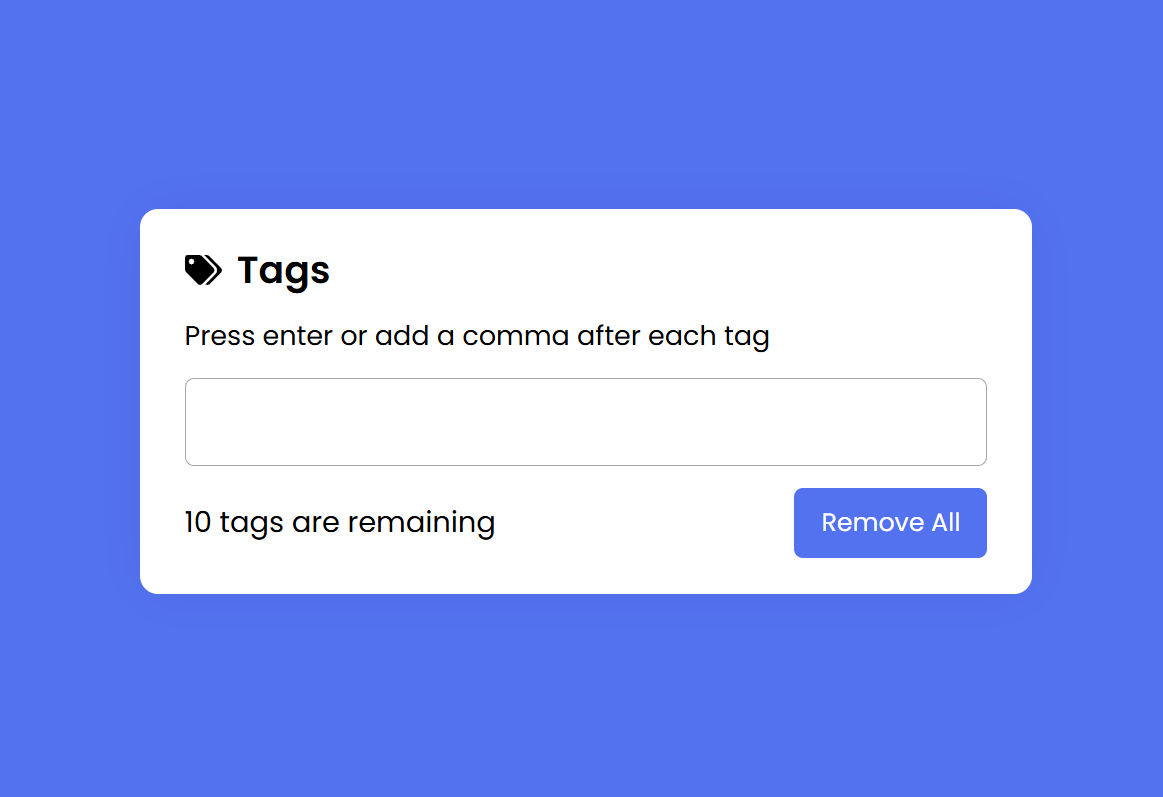 Tags
Press enter or add a comma after each tag
10 tags are remaining
Remove All